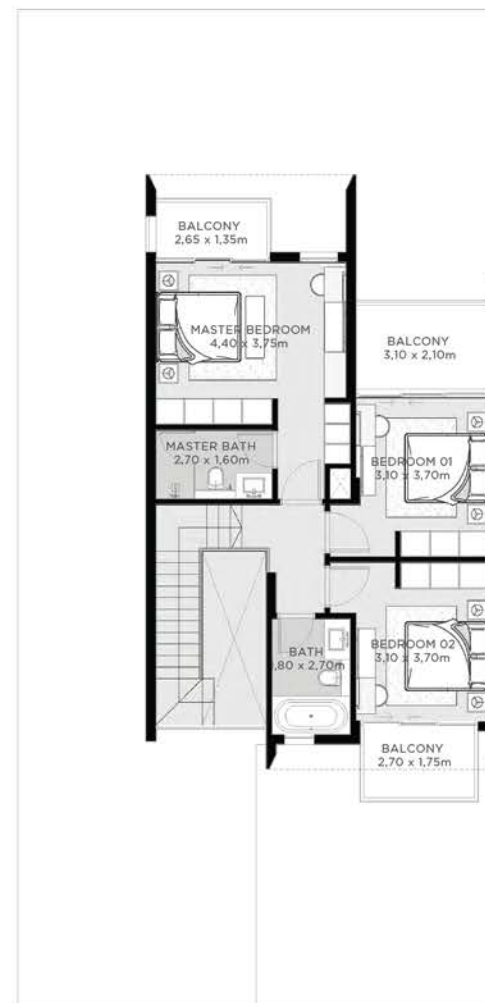 BALCONY
2,65 x 1,35m
MASTER BEDROOM
4,40 x 3,75m
BALCONY
3,10 x 2,10m
MASTER BATH
2,70 x 1,60m
BEDROOM 01
3,10 x 3,70m
BATH
,80 x 2,70m
BEDROOM 02
3,10 x 3,70m
BALCONY
2,70 x 1,75m